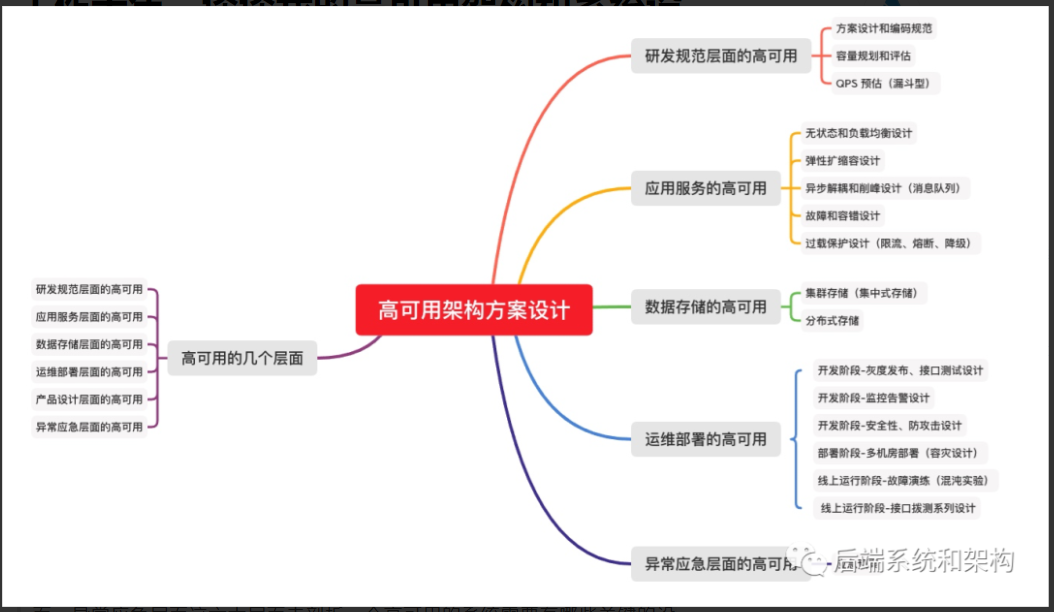 研发规范层面的高可用
方案设计和编码规范
容量规划和评估
QPS 预估（漏斗型）
应用服务的高可用
无状态和负载均衡设计
弹性扩缩容设计
异步解耦和削峰设计（消息队列）
故障和容错设计
过载保护设计（限流、熔断、降级）
高可用架构方案设计
数据存储的高可用
集群存储（集中式存储）
分布式存储
高可用的几个层面
研发规范层面的高可用
应用服务层面的高可用
数据存储层面的高可用
运维部署层面的高可用
产品设计层面的高可用
异常应急层面的高可用
运维部署的高可用
开发阶段-灰度发布、接口测试设计
开发阶段-监控告警设计
开发阶段-安全性、防攻击设计
部署阶段-多机房部署（容灾设计）
线上运行阶段-故障演练（混沌实验）
线上运行阶段-接口拨测系列设计
异常应急层面的高可用
后端系统和架构